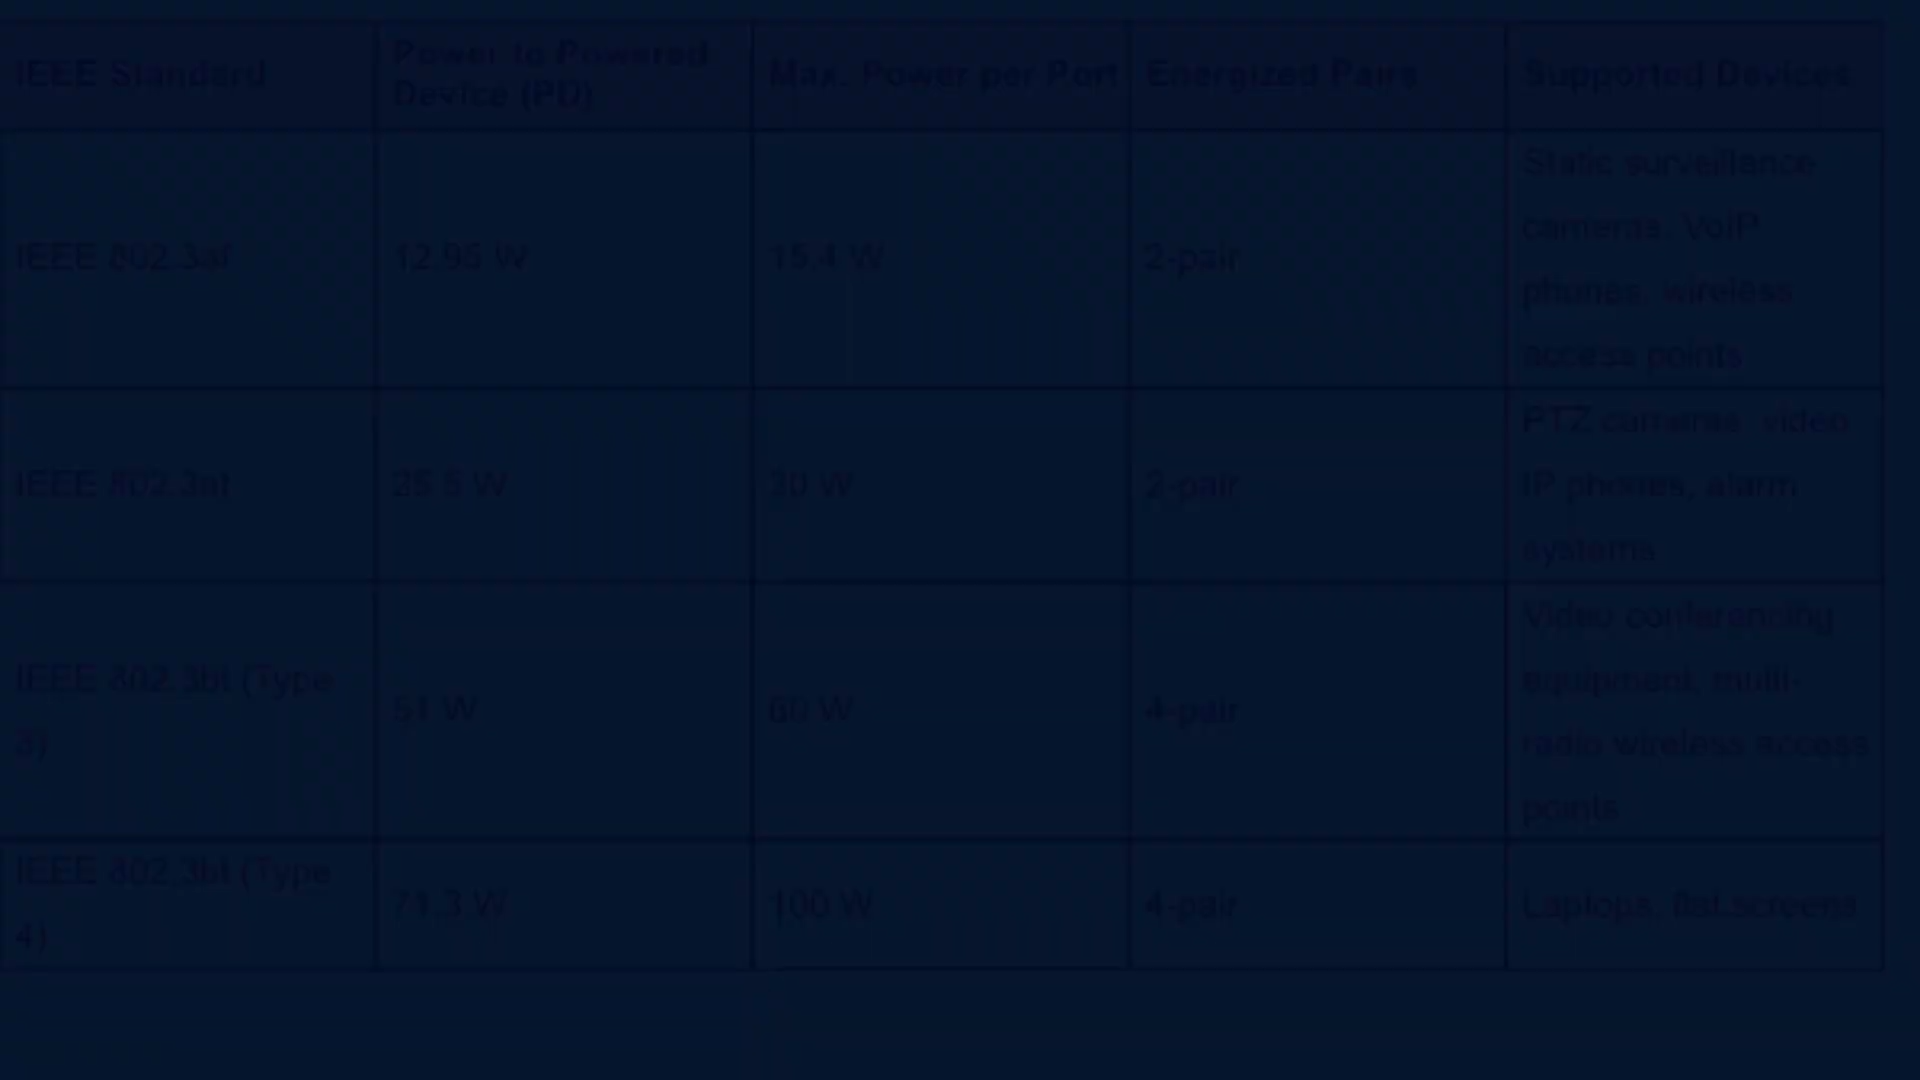 IEEE Standard
Power to Powered
Device (PD)
Max. Power per Port
Energized Pairs
Supported Devices
IEEE 802.3af
12.95 W
15.4 W
2-pair
Static surveillance
cameras, VoIP
phones, wireless
access points
IEEE 802.3at
25.5 W
30 W
2-pair
PTZ cameras, video
IP phones, alarm
systems
IEEE 802.3bt (Type
3)
51 W
60 W
4-pair
Video conferencing
equipment, multi-
radio wireless access
points
IEEE 802.3bt (Type
4)
71.3 W
100 W
4-pair
Laptops, flat screens